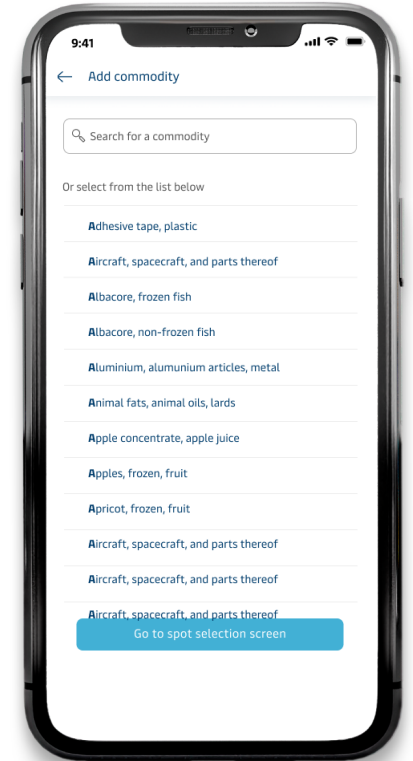 9:41
Add commodity
Search for a commodity
Or select from the list below
Adhesive tape, plastic
Aircraft, spacecraft, and parts thereof
Albacore, frozen fish
Albacore, non-frozen fish
Aluminium, alumunium articles, metal
Animal fats, animal oils, lards
Apple concentrate, apple juice
Apples, frozen, fruit
Apricot, frozen, fruit
Aircraft, spacecraft, and parts thereof
Aircraft, spacecraft, and parts thereof
Aircraft, spacecraft, and parts thereof
Go to spot selection screen